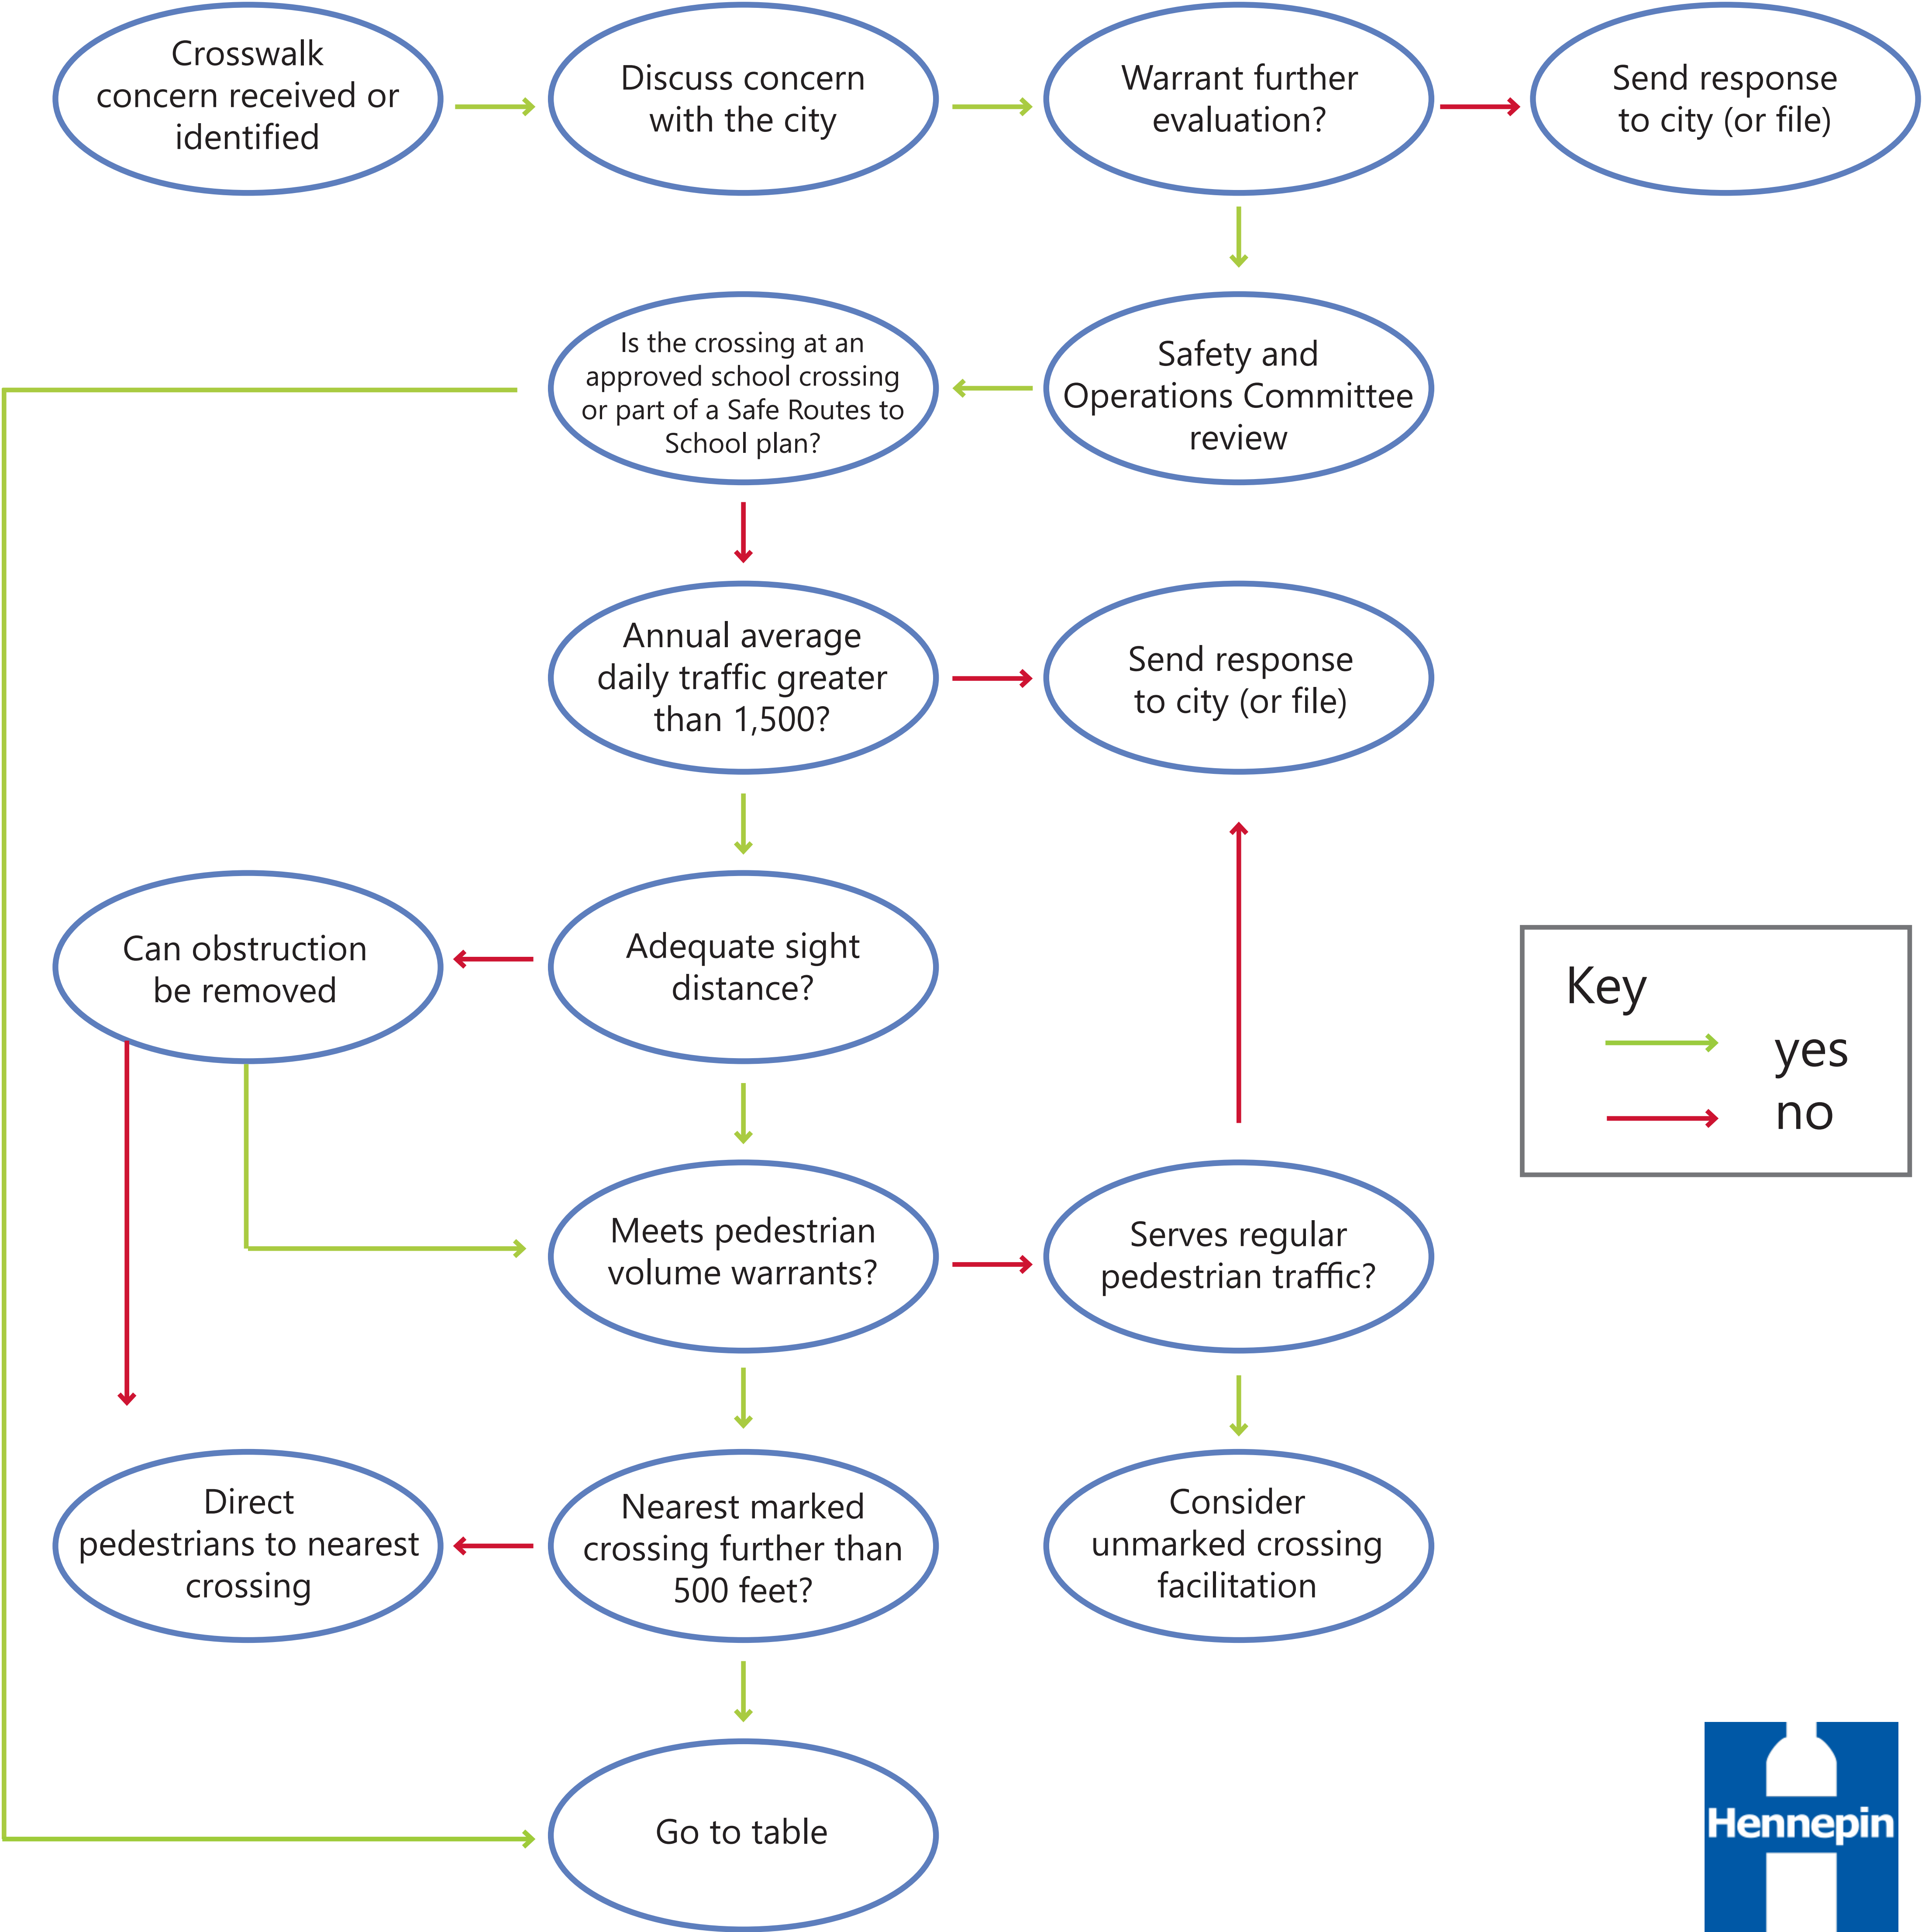 Crosswalk
concern received or
identified
Discuss concern
with the city
Warrant further
evaluation?
Send response
to city (or file)
Is the crossing at an
approved school crossing
or part of a Safe Routes to
School plan?
Safety and
Operations Committee
review
Annual average
daily traffic greater
than 1,500?
Send response
to city (or file)
Can obstruction
be removed
Adequate sight
distance?
Key
yes
no
Meets pedestrian
volume warrants?
Serves regular
pedestrian traffic?
Direct
pedestrians to nearest
crossing
Nearest marked
crossing further than
500 feet?
Consider
unmarked crossing
facilitation
Go to table
Hennepin